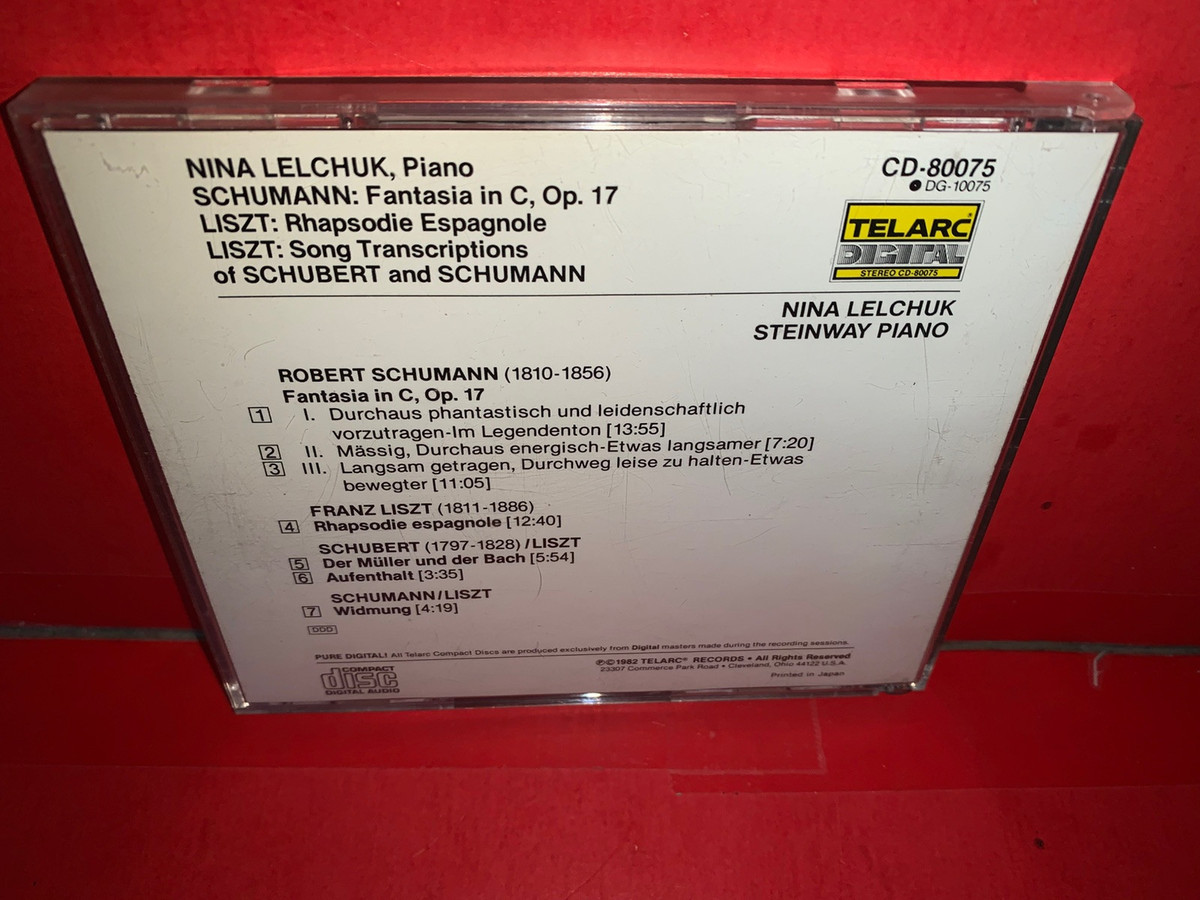 NINA LELCHUK, Piano
SCHUMANN: Fantasia in C, Op. 17
LISZT: Rhapsodie Espagnole
LISZT: Song Transcriptions
of SCHUBERT and SCHUMANN
CD-80075
DG-10075
TELARC®
DIGITAL
STEREO CD-80075
NINA LELCHUK
STEINWAY PIANO
ROBERT SCHUMANN (1810-1856)
Fantasia in C, Op. 17
1 I. Durchaus phantastisch und leidenschaftlich
vorzutragen-Im Legendenton [13:55]
2 II. Mässig, Durchaus energisch-Etwas langsamer [7:20]
3 III. Langsam getragen, Durchweg leise zu halten-Etwas
bewegter [11:05]
FRANZ LISZT (1811-1886)
4 Rhapsodie espagnole [12:40]
SCHUBERT (1797-1828)/LISZT
5 Der Müller und der Bach [5:54]
6 Aufenthalt [3:35]
SCHUMANN/LISZT
7 Widmung [4:19]
DDD
PURE DIGITAL! All Telarc Compact Discs are produced exclusively from Digital masters made during the recording sessions.
COMPACT
disc
DIGITAL AUDIO
℗©1982 TELARC® RECORDS • All Rights Reserved
23307 Commerce Park Road • Cleveland, Ohio 44122 U.S.A.
Printed in Japan